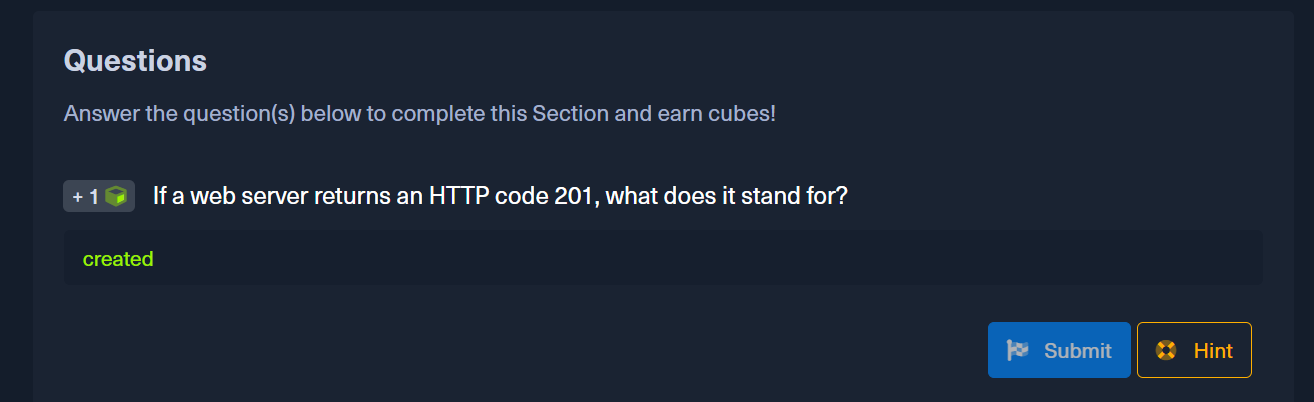 Questions
Answer the question(s) below to complete this Section and earn cubes!
+ 1 If a web server returns an HTTP code 201, what does it stand for?
created
Submit Hint